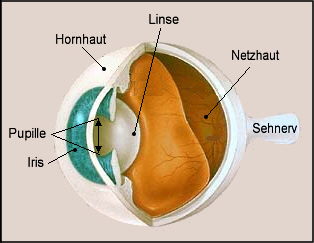 Linse
Hornhaut
Netzhaut
Pupille
Sehnerv
Iris